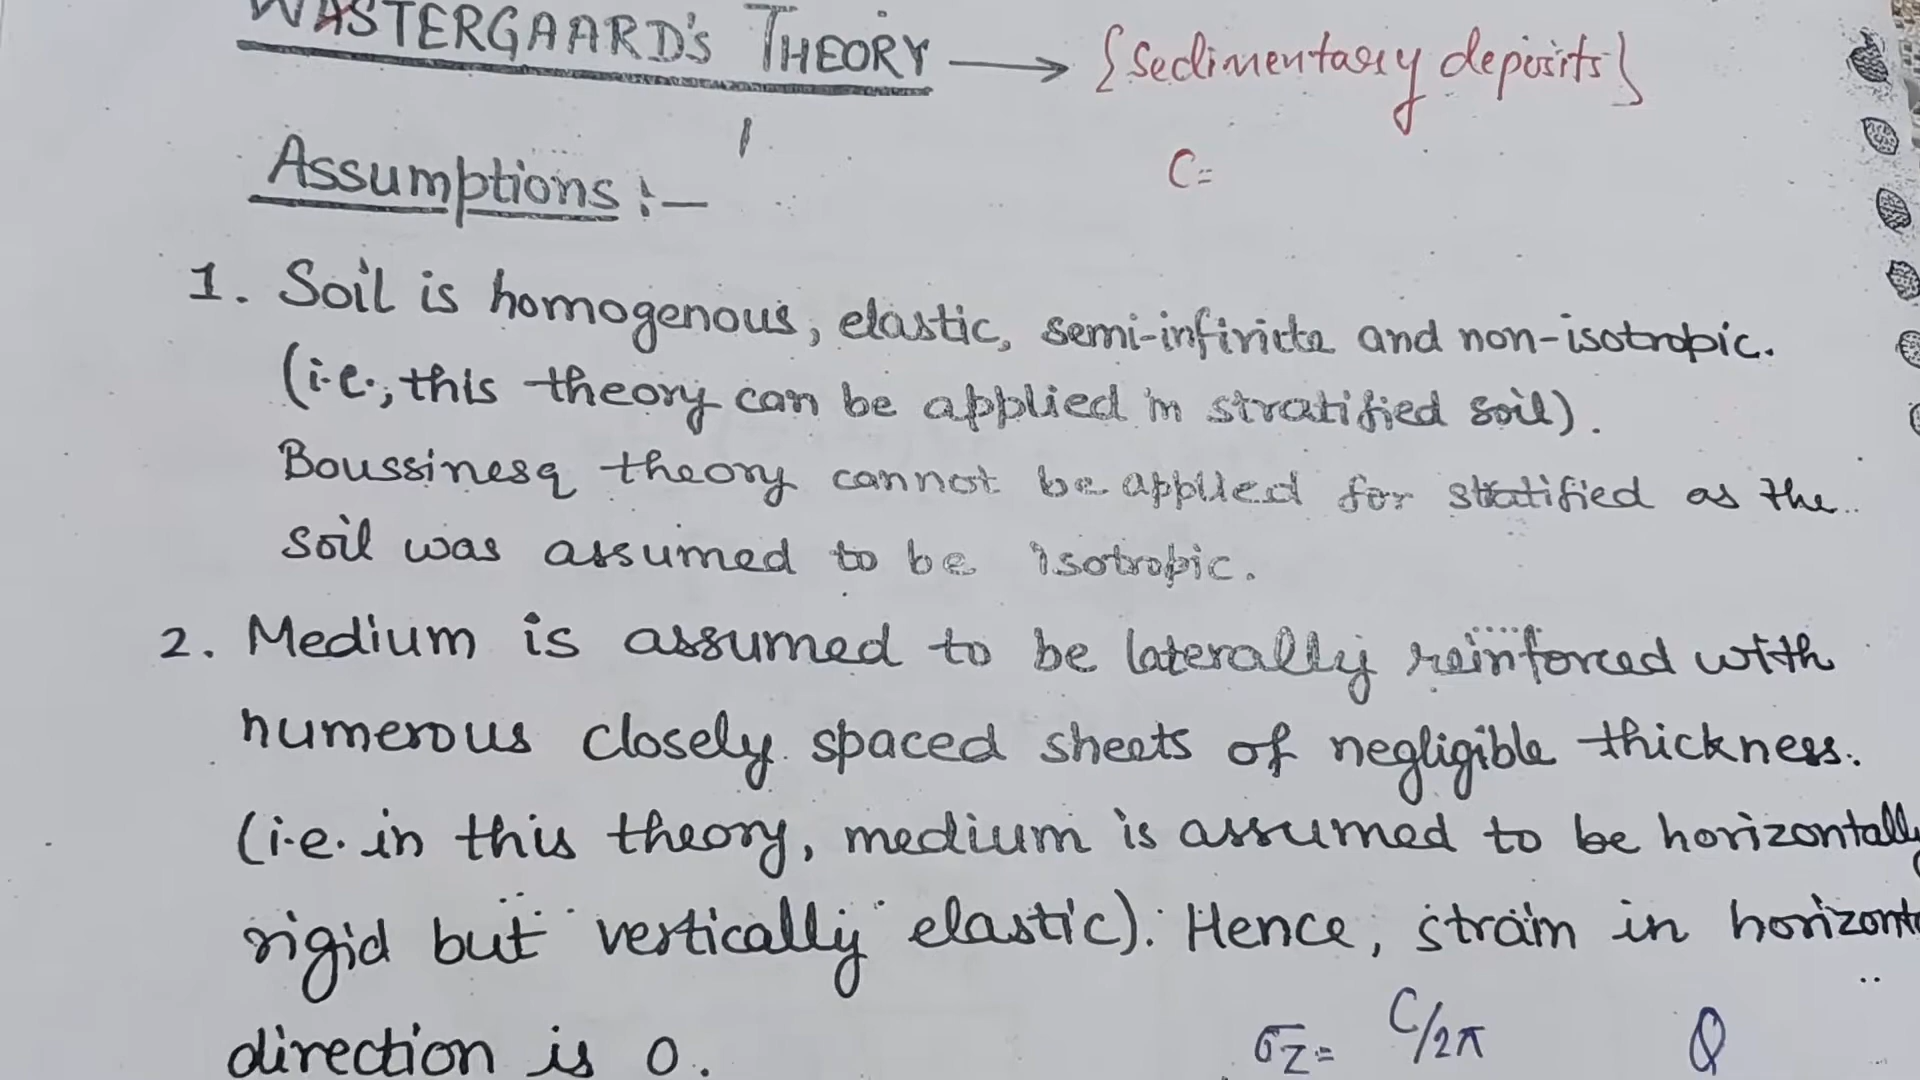 WASTERGAARD'S THEORY → {Sedimentary deposits}
C=
Assumptions :-
1. Soil is homogenous, elastic, semi-infinite and non-isotropic.
(i.e., this theory can be applied in stratified soil).
Boussinesq theory cannot be applied for stratified as the
soil was assumed to be isotropic.
2. Medium is assumed to be laterally reinforced with
numerous closely spaced sheets of negligible thickness.
(i.e. in this theory, medium is assumed to be horizontally
rigid but vertically elastic). Hence, strain in
direction is 0.
σz = C/2π Q